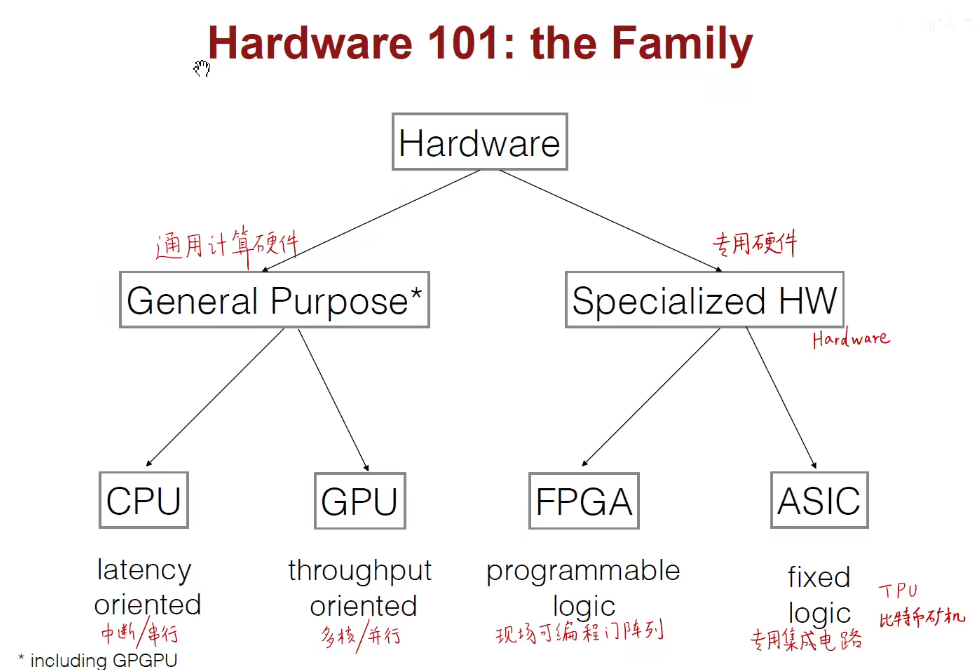 Hardware 101: the Family
Hardware
通用计算硬件
专用硬件
General Purpose*
Specialized HW
Hardware
CPU
GPU
FPGA
ASIC
latency
oriented
中断/串行
throughput
oriented
多核/并行
programmable
logic
现场可编程门阵列
fixed
logic
专用集成电路
TPU
比特币矿机
* including GPGPU